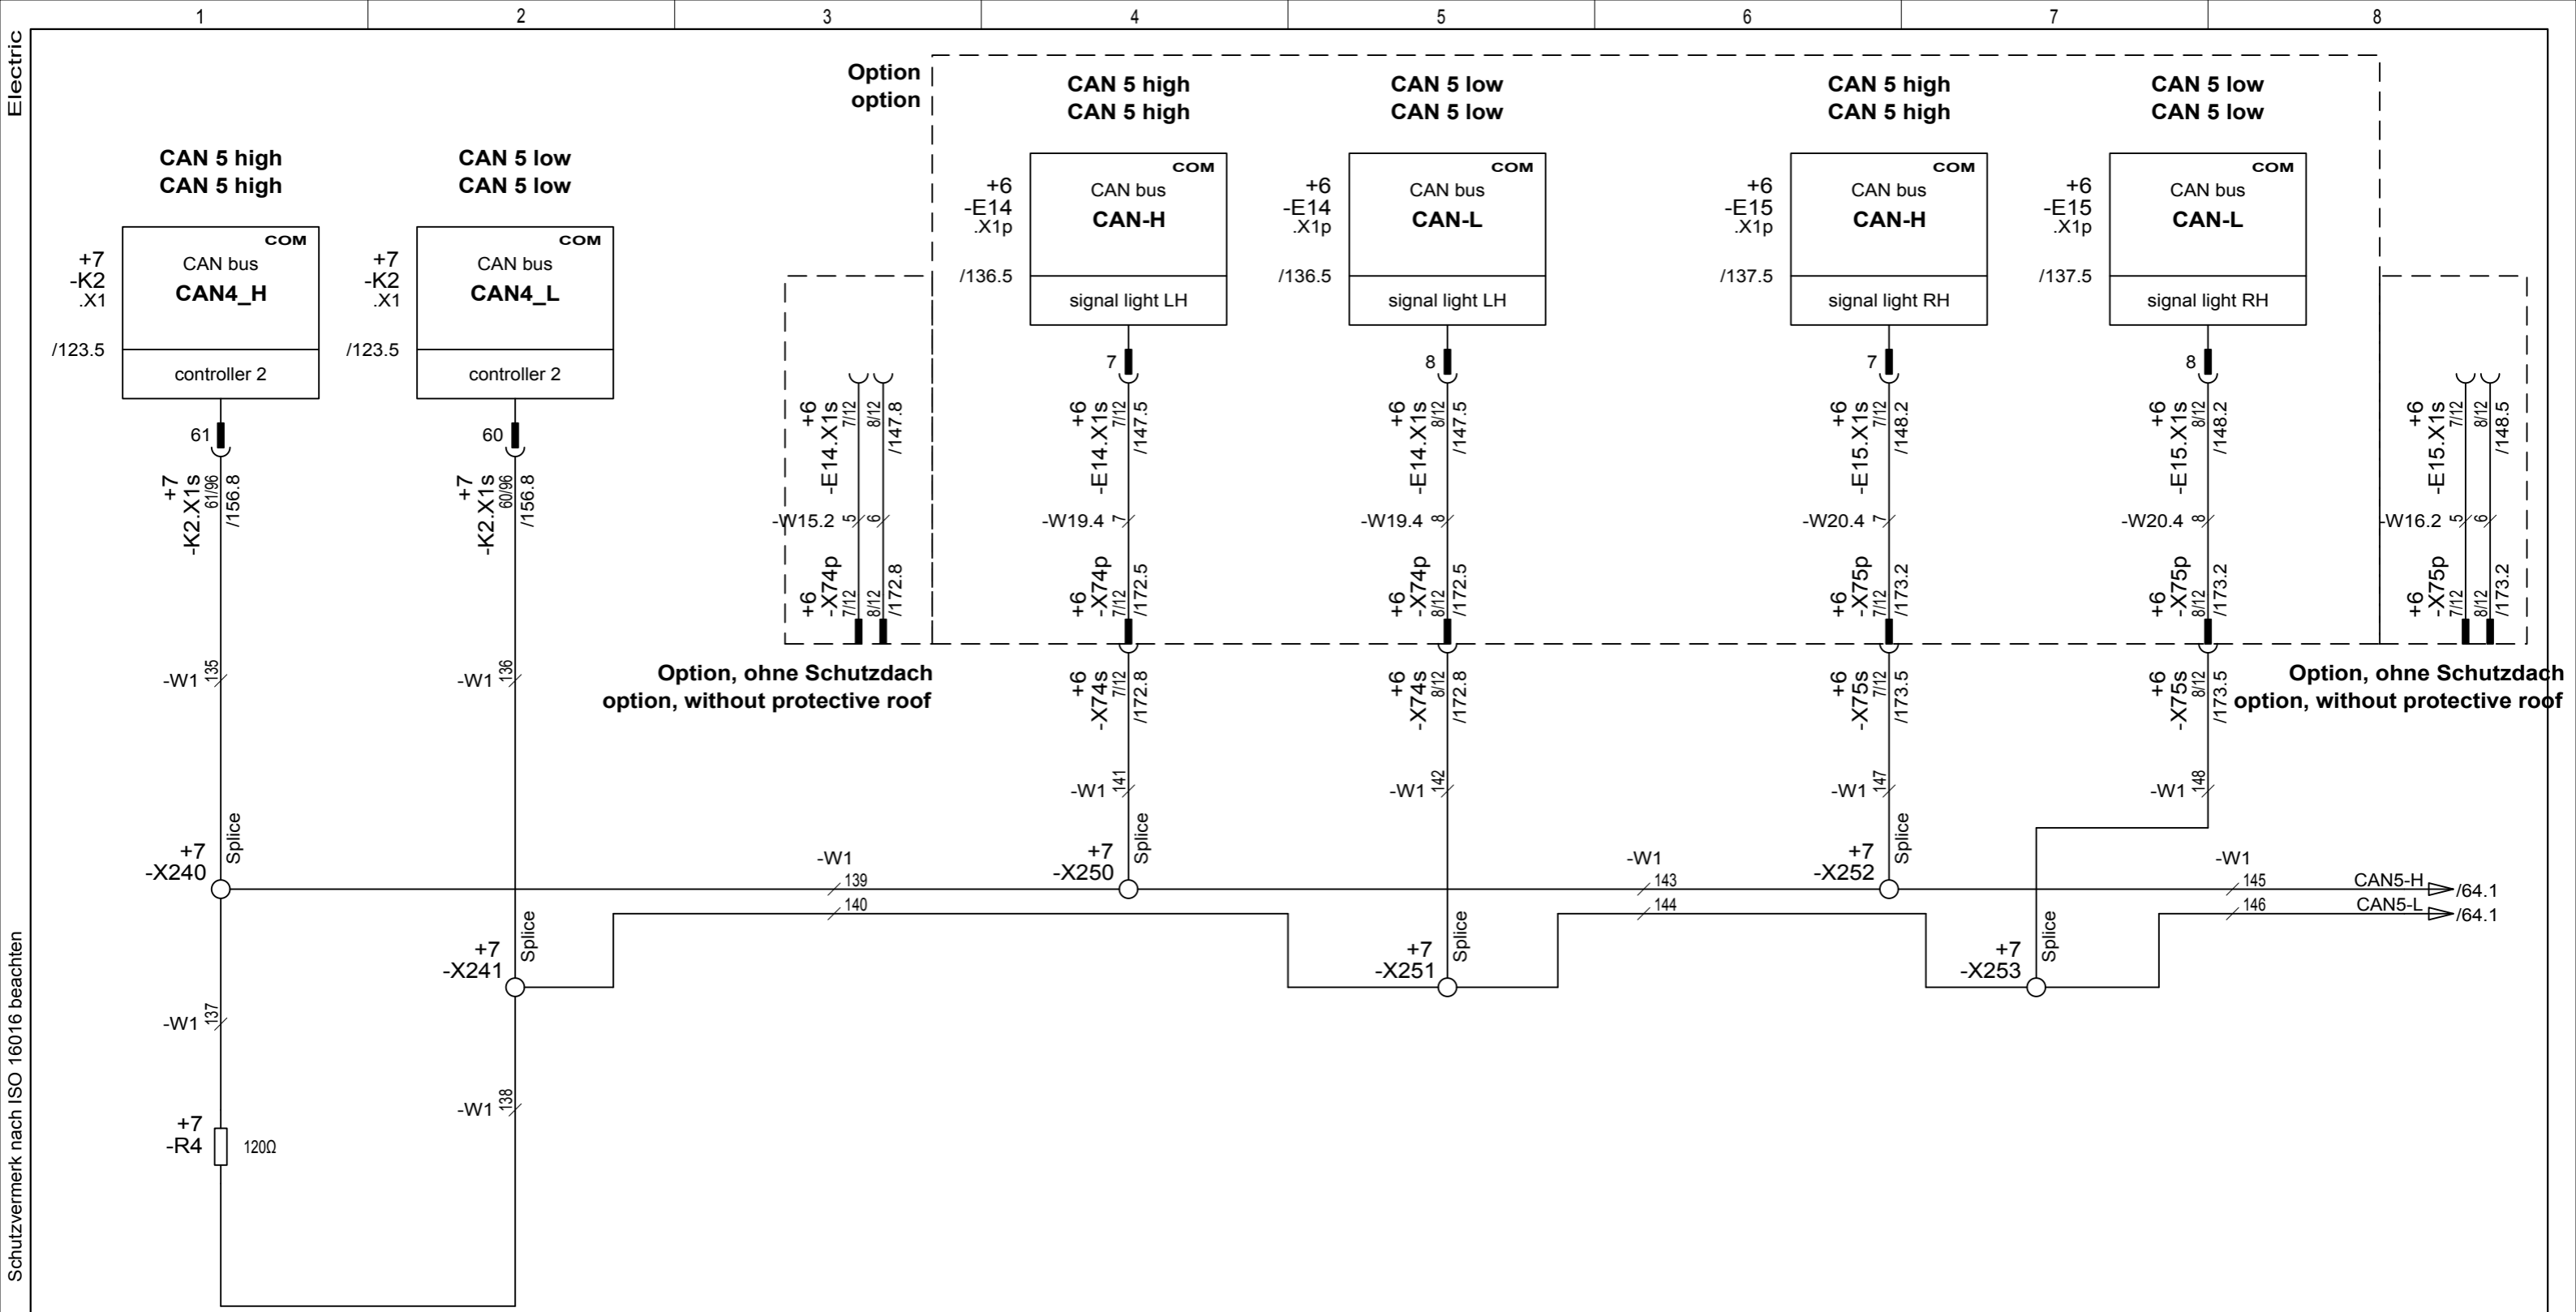 1 2 3 4 5 6 7 8
Electric
Schutzvermerk nach ISO 16016 beachten
CAN 5 high
CAN 5 high
+7
-K2
.X1
/123.5
COM
CAN bus
CAN4_H
controller 2
61
+7
-K2.X1s
61/96
/156.8
-W1 135
+7
-X240
Splice
-W1 137
+7
-R4
120Ω
CAN 5 low
CAN 5 low
+7
-K2
.X1
/123.5
COM
CAN bus
CAN4_L
controller 2
60
+7
-K2.X1s
60/96
/156.8
-W1 136
+7
-X241
Splice
-W1 138
Option
option
+6
-E14.X1s
7/12
8/12
/147.8
-W15.2 5 6
+6
-X74p
7/12
8/12
/172.8
Option, ohne Schutzdach
option, without protective roof
-W1
139
140
CAN 5 high
CAN 5 high
+6
-E14
.X1p
/136.5
COM
CAN bus
CAN-H
signal light LH
7
+6
-E14.X1s
7/12
/147.5
-W19.4 7
+6
-X74p
7/12
/172.5
+6
-X74s
7/12
/172.8
-W1 141
+7
-X250
Splice
CAN 5 low
CAN 5 low
+6
-E14
.X1p
/136.5
COM
CAN bus
CAN-L
signal light LH
8
+6
-E14.X1s
8/12
/147.5
-W19.4 8
+6
-X74p
8/12
/172.5
+6
-X74s
8/12
/172.8
-W1 142
+7
-X251
Splice
-W1
143
144
CAN 5 high
CAN 5 high
+6
-E15
.X1p
/137.5
COM
CAN bus
CAN-H
signal light RH
7
+6
-E15.X1s
7/12
/148.2
-W20.4 7
+6
-X75p
7/12
/173.2
+6
-X75s
7/12
/173.5
-W1 147
+7
-X252
Splice
CAN 5 low
CAN 5 low
+6
-E15
.X1p
/137.5
COM
CAN bus
CAN-L
signal light RH
8
+6
-E15.X1s
8/12
/148.2
-W20.4 8
+6
-X75p
8/12
/173.2
+6
-X75s
8/12
/173.5
-W1 148
+7
-X253
Splice
+6
-E15.X1s
7/12
8/12
/148.5
-W16.2 5 6
+6
-X75p
7/12
8/12
/173.2
Option, ohne Schutzdach
option, without protective roof
-W1
145
146
CAN5-H /64.1
CAN5-L /64.1